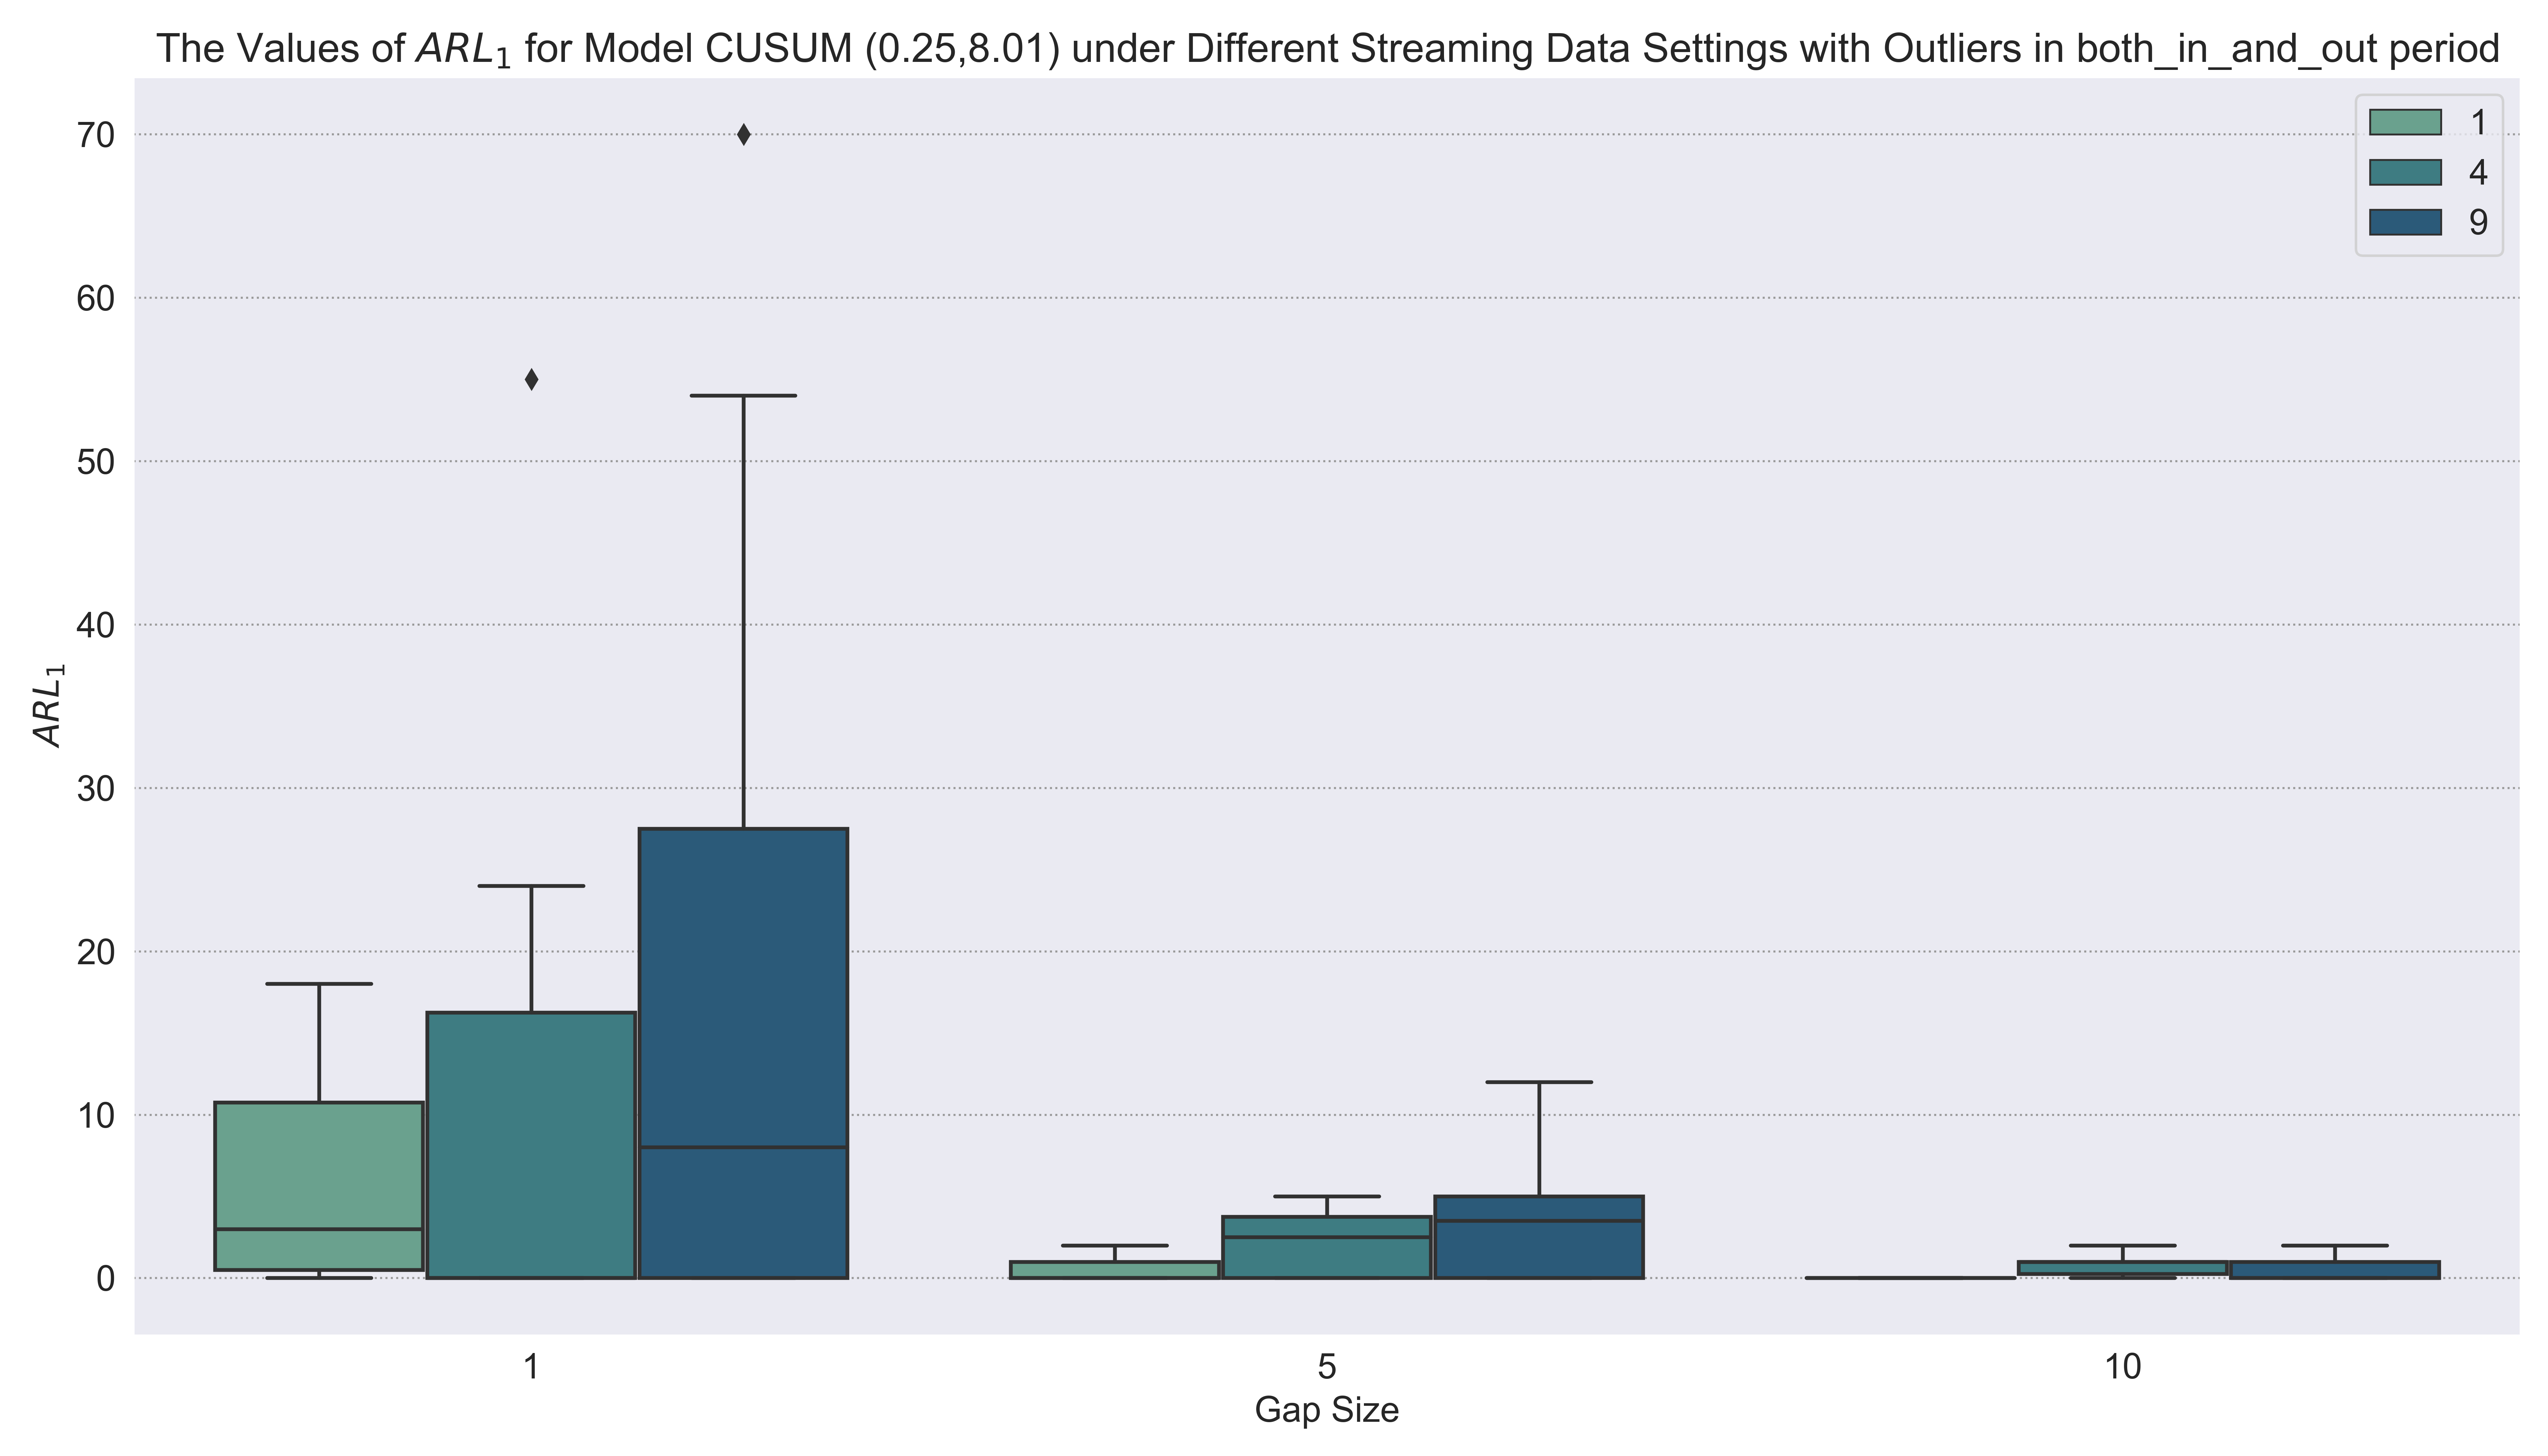 The Values of ARL₁ for Model CUSUM (0.25,8.01) under Different Streaming Data Settings with Outliers in both_in_and_out period
1
4
9
70
60
50
40
30
20
10
0
ARL₁
1 5 10
Gap Size